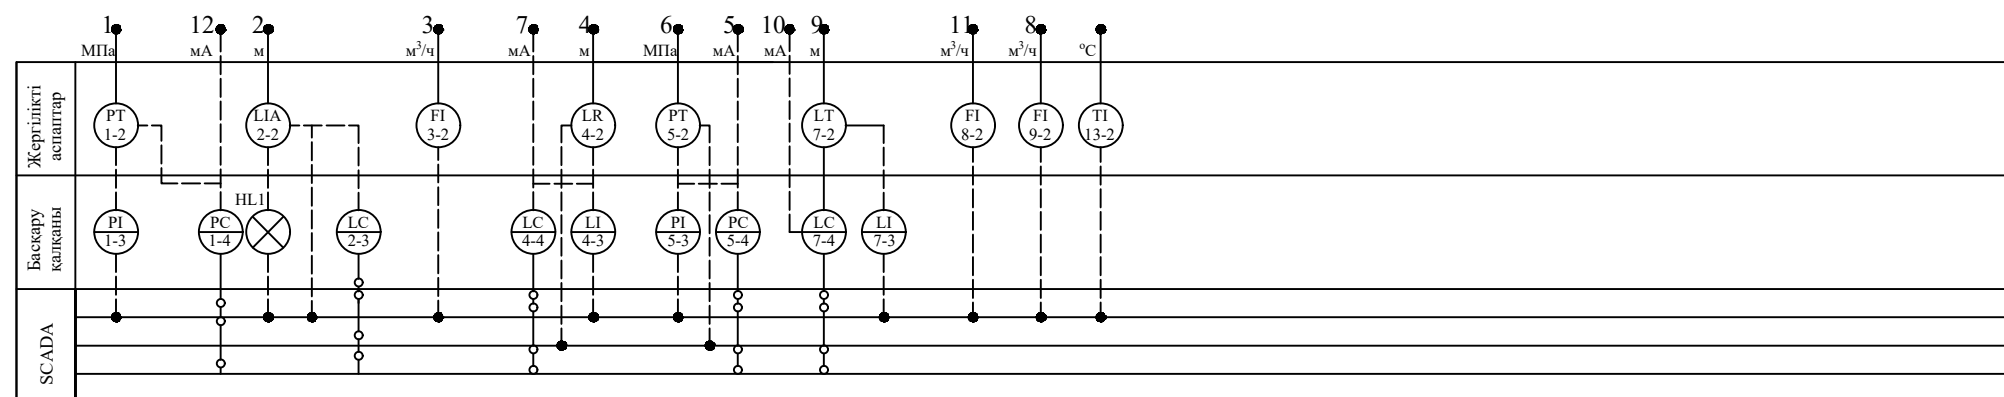 1 12 2 3 7 4 6 5 10 9 11 8
МПа мА м м³/ч мА м МПа мА мА м м³/ч м³/ч °С
Жергілікті
аспаптар
PT LIA FI LR PT LT FI FI TI
1-2 2-2 3-2 4-2 5-2 7-2 8-2 9-2 13-2
Басқару
қалқаны
HL1
PI PC LC LC LI PI PC LC LI
1-3 1-4 2-3 4-4 4-3 5-3 5-4 7-4 7-3
SCADA